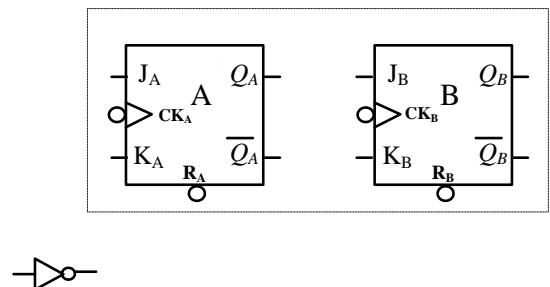 J_A Q_A J_B Q_B
A B
CK_A CK_B
K_A \overline{Q_A} K_B \overline{Q_B}
R_A R_B